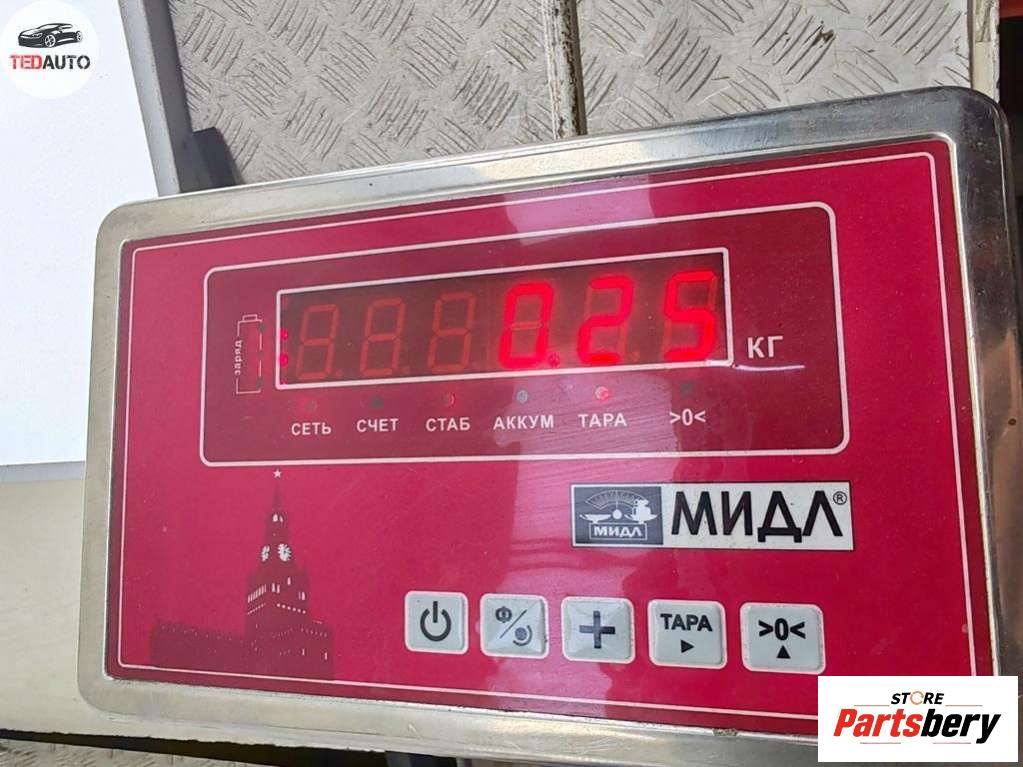 TEDAUTO
заряд
0.25
КГ
СЕТЬ СЧЕТ СТАБ АККУМ ТАРА >0<
МИДЛ МИДЛ®
Ф + ТАРА >0<
STORE
Partsbery